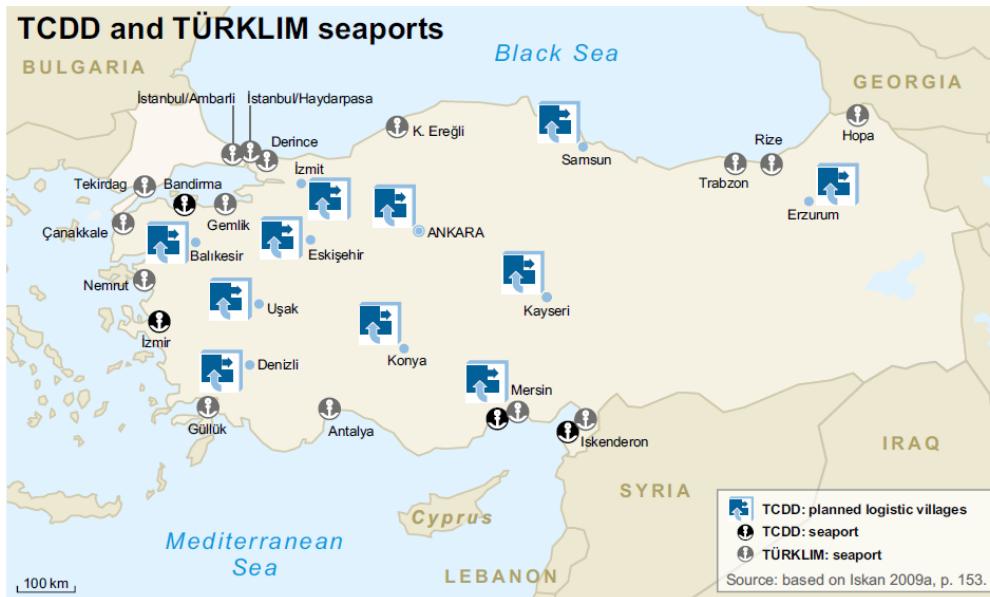 TCDD and TÜRKLIM seaports
BULGARIA
Black Sea
GEORGIA
İstanbul/Ambarli
İstanbul/Haydarpasa
Derince
K. Ereğli
Samsun
Hopa
Rize
Trabzon
Tekirdag
Bandirma
İzmit
Erzurum
Gemlik
Çanakkale
ANKARA
Balıkesir
Eskişehir
Nemrut
Uşak
Kayseri
İzmir
Denizli
Konya
Mersin
Güllük
Antalya
Iskenderon
IRAQ
SYRIA
Cyprus
Mediterranean
Sea
LEBANON
100 km
TCDD: planned logistic villages
TCDD: seaport
TÜRKLIM: seaport
Source: based on Iskan 2009a, p. 153.